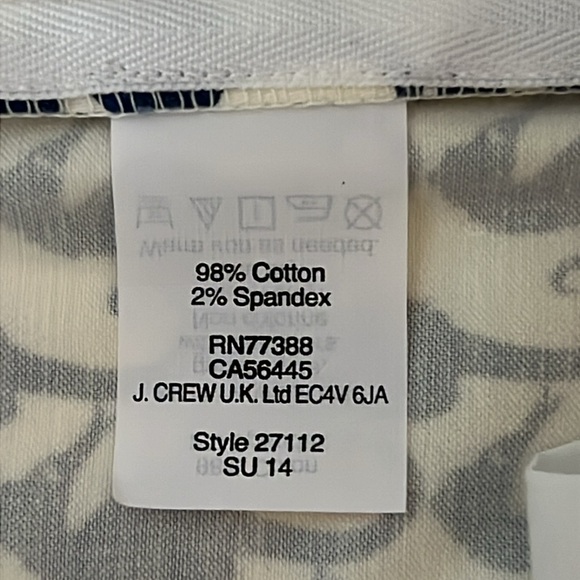 98% Cotton
2% Spandex
RN77388
CA56445
J. CREW U.K. Ltd EC4V 6JA
Style 27112
SU 14